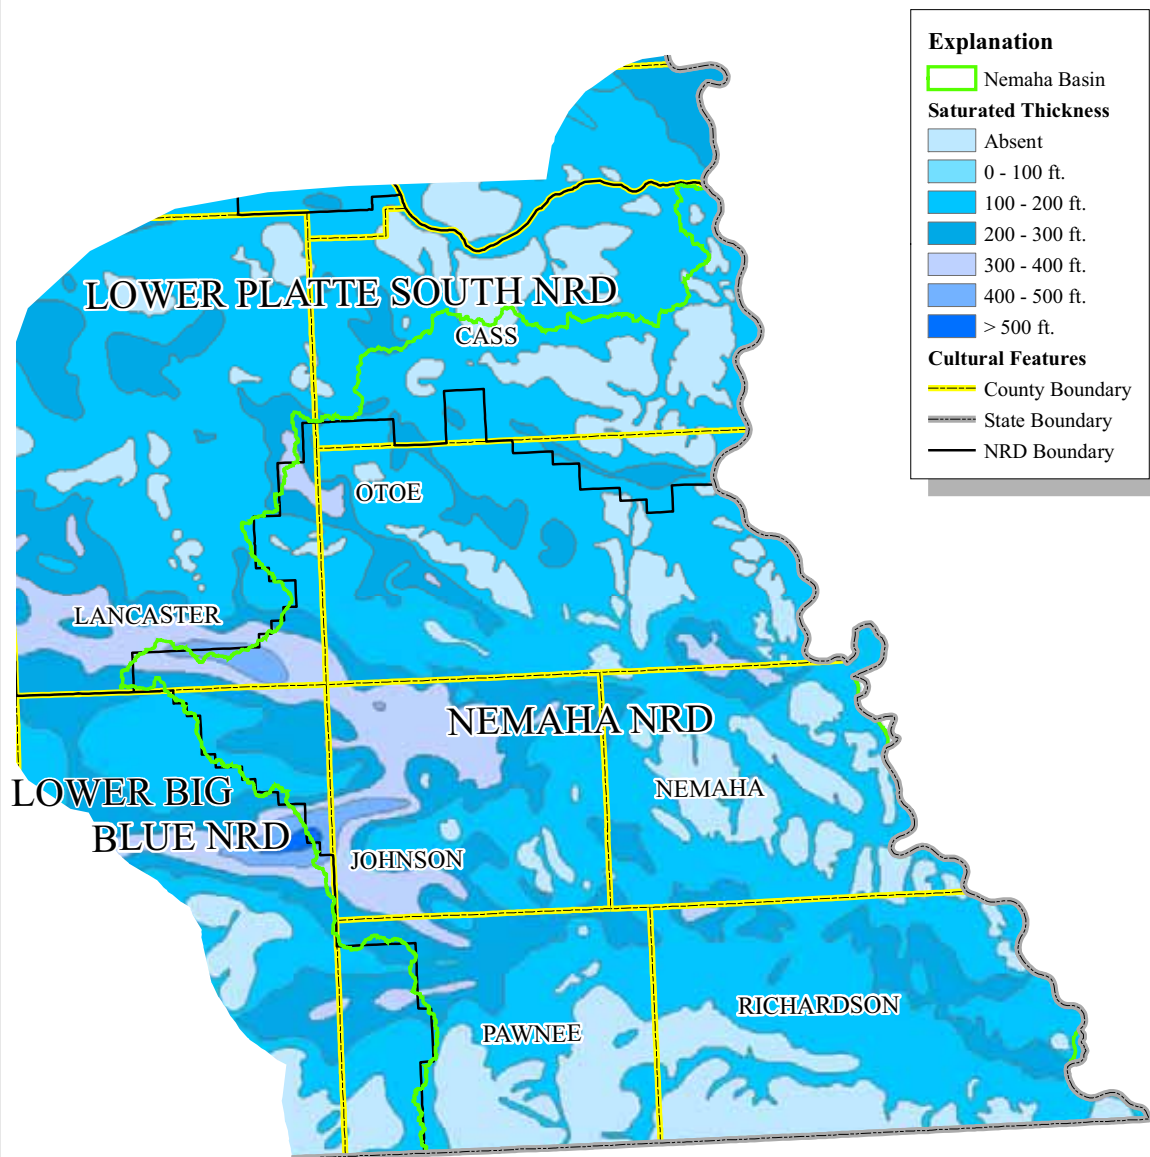 Explanation
Nemaha Basin
Saturated Thickness
Absent
0 - 100 ft.
100 - 200 ft.
200 - 300 ft.
300 - 400 ft.
400 - 500 ft.
> 500 ft.
Cultural Features
County Boundary
State Boundary
NRD Boundary
LOWER PLATTE SOUTH NRD
CASS
OTOE
LANCASTER
NEMAHA NRD
NEMAHA
LOWER BIG
BLUE NRD
JOHNSON
RICHARDSON
PAWNEE